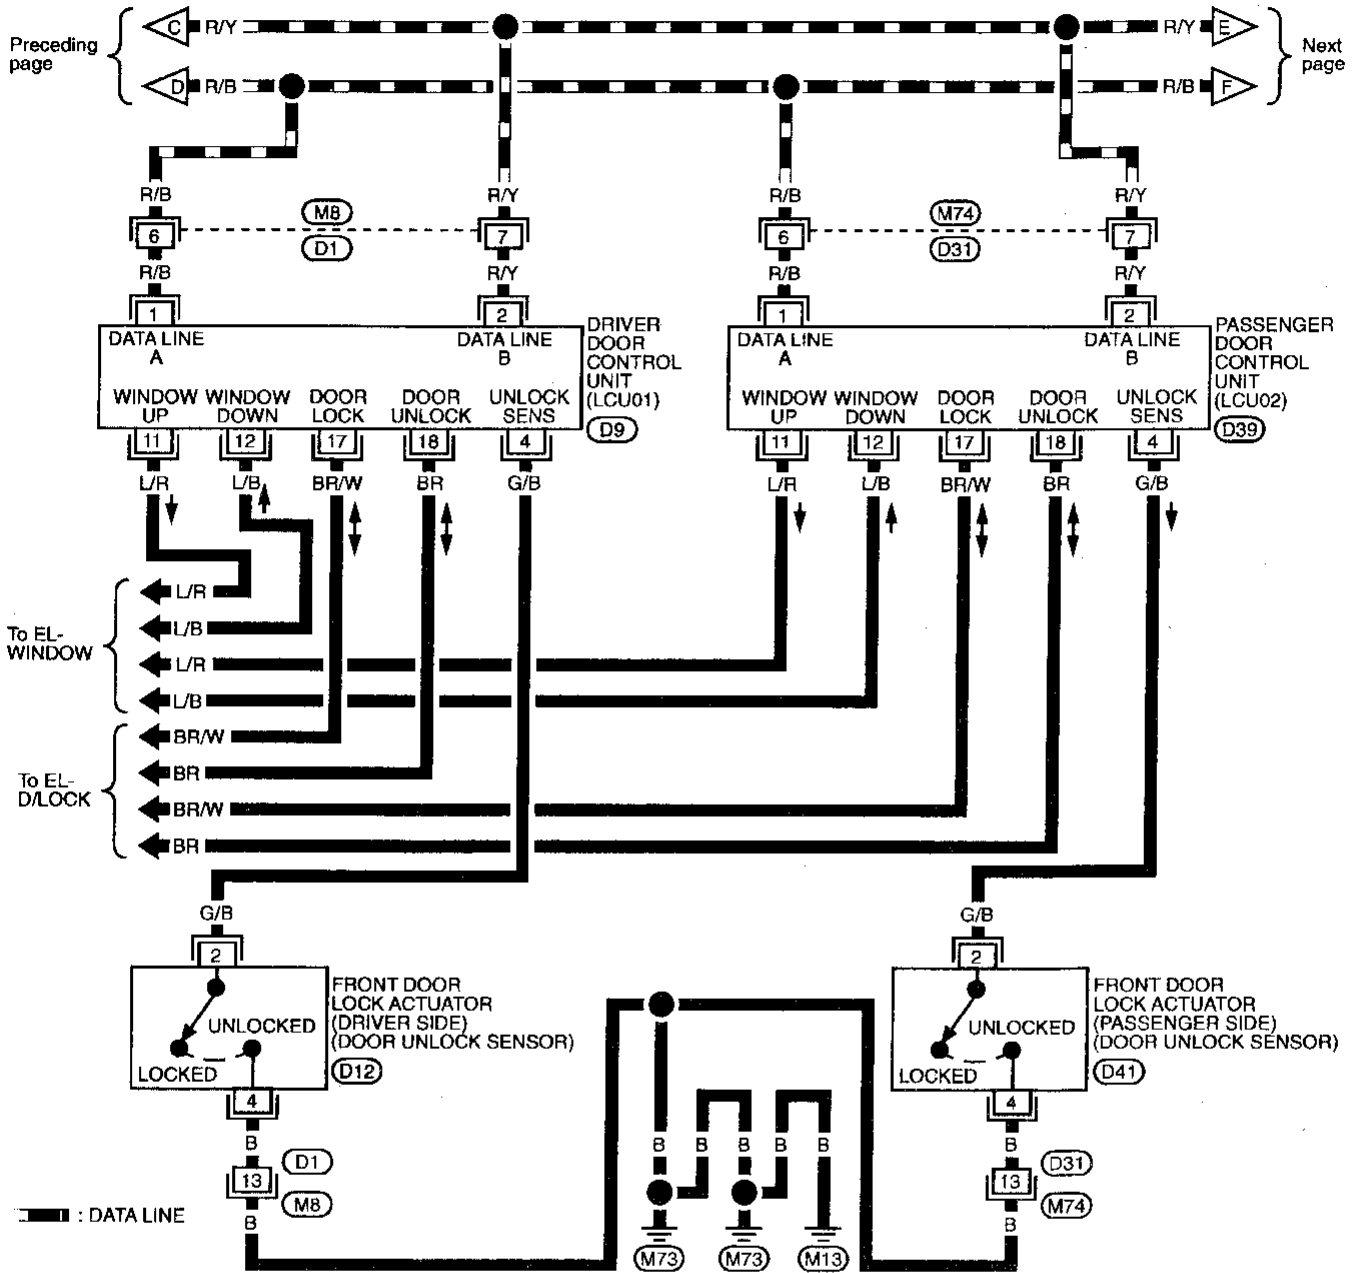 Preceding page
C R/Y
R/Y E
Next page
D R/B
R/B F
R/B
R/Y
R/B
R/Y
6
M8
D1
7
6
M74
D31
7
R/B
R/Y
R/B
R/Y
1
2
1
2
DATA LINE A
DATA LINE B
DRIVER DOOR CONTROL UNIT (LCU01)
D9
DATA LINE A
DATA LINE B
PASSENGER DOOR CONTROL UNIT (LCU02)
D39
WINDOW UP
WINDOW DOWN
DOOR LOCK
DOOR UNLOCK
UNLOCK SENS
WINDOW UP
WINDOW DOWN
DOOR LOCK
DOOR UNLOCK
UNLOCK SENS
11
12
17
18
4
11
12
17
18
4
L/R
L/B
BR/W
BR
G/B
L/R
L/B
BR/W
BR
G/B
To EL-
WINDOW
L/R
L/B
L/R
L/B
To EL-
D/LOCK
BR/W
BR
BR/W
BR
G/B
G/B
2
2
FRONT DOOR
LOCK ACTUATOR
(DRIVER SIDE)
(DOOR UNLOCK SENSOR)
D12
UNLOCKED
LOCKED
FRONT DOOR
LOCK ACTUATOR
(PASSENGER SIDE)
(DOOR UNLOCK SENSOR)
D41
UNLOCKED
LOCKED
4
4
B
B
B
B
B
B
B
D1
13
M8
D31
13
M74
B
B
: DATA LINE
M73
M73
M13